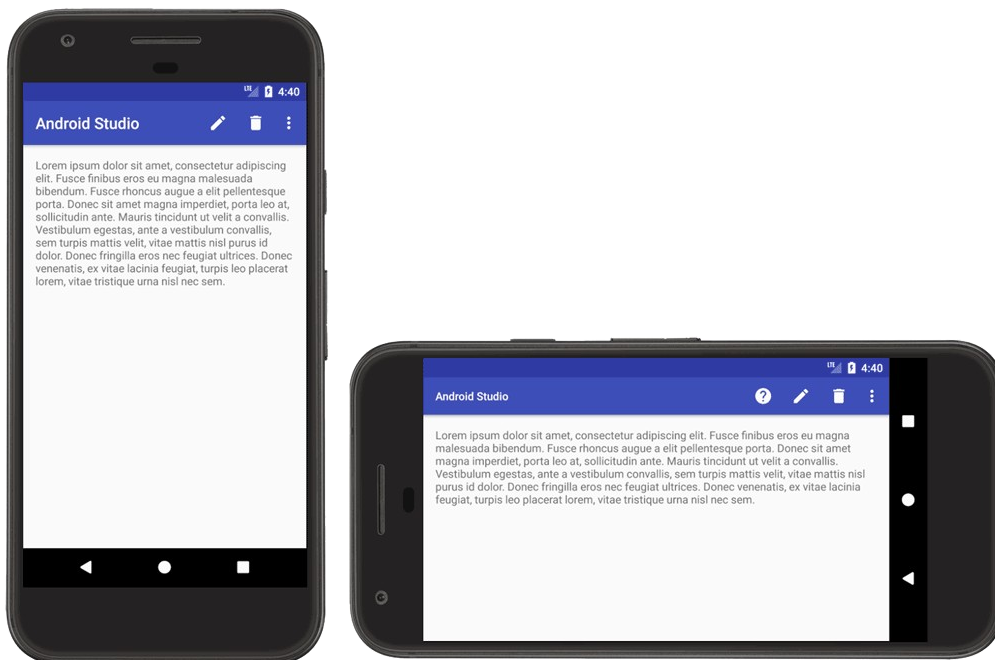 LTE 4:40
Android Studio
Lorem ipsum dolor sit amet, consectetur adipiscing
elit. Fusce finibus eros eu magna malesuada
bibendum. Fusce rhoncus augue a elit pellentesque
porta. Donec sit amet magna imperdiet, porta leo at,
sollicitudin ante. Mauris tincidunt ut velit a convallis.
Vestibulum egestas, ante a vestibulum convallis,
sem turpis mattis velit, vitae mattis nisl purus id
dolor. Donec fringilla eros nec feugiat ultrices. Donec
venenatis, ex vitae lacinia feugiat, turpis leo placerat
lorem, vitae tristique urna nisl nec sem.
LTE 4:40
Android Studio
Lorem ipsum dolor sit amet, consectetur adipiscing elit. Fusce finibus eros eu magna
malesuada bibendum. Fusce rhoncus augue a elit pellentesque porta. Donec sit amet
magna imperdiet, porta leo at, sollicitudin ante. Mauris tincidunt ut velit a convallis.
Vestibulum egestas, ante a vestibulum convallis, sem turpis mattis velit, vitae mattis nisl
purus id dolor. Donec fringilla eros nec feugiat ultrices. Donec venenatis, ex vitae lacinia
feugiat, turpis leo placerat lorem, vitae tristique urna nisl nec sem.